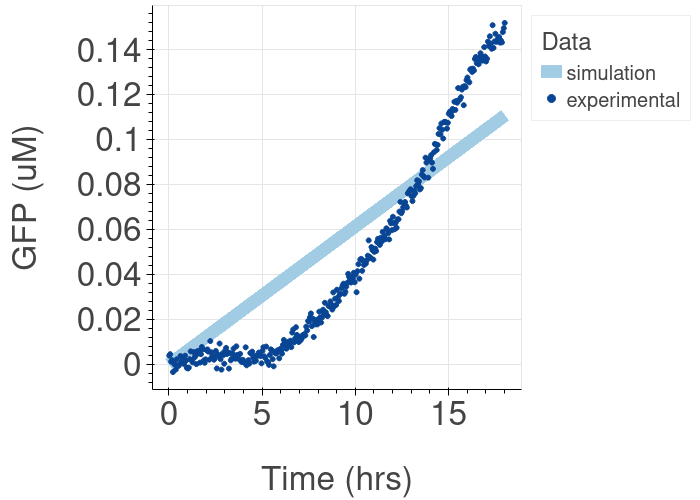 Data
simulation
experimental
GFP (uM)
0.14
0.12
0.1
0.08
0.06
0.04
0.02
0
0 5 10 15
Time (hrs)